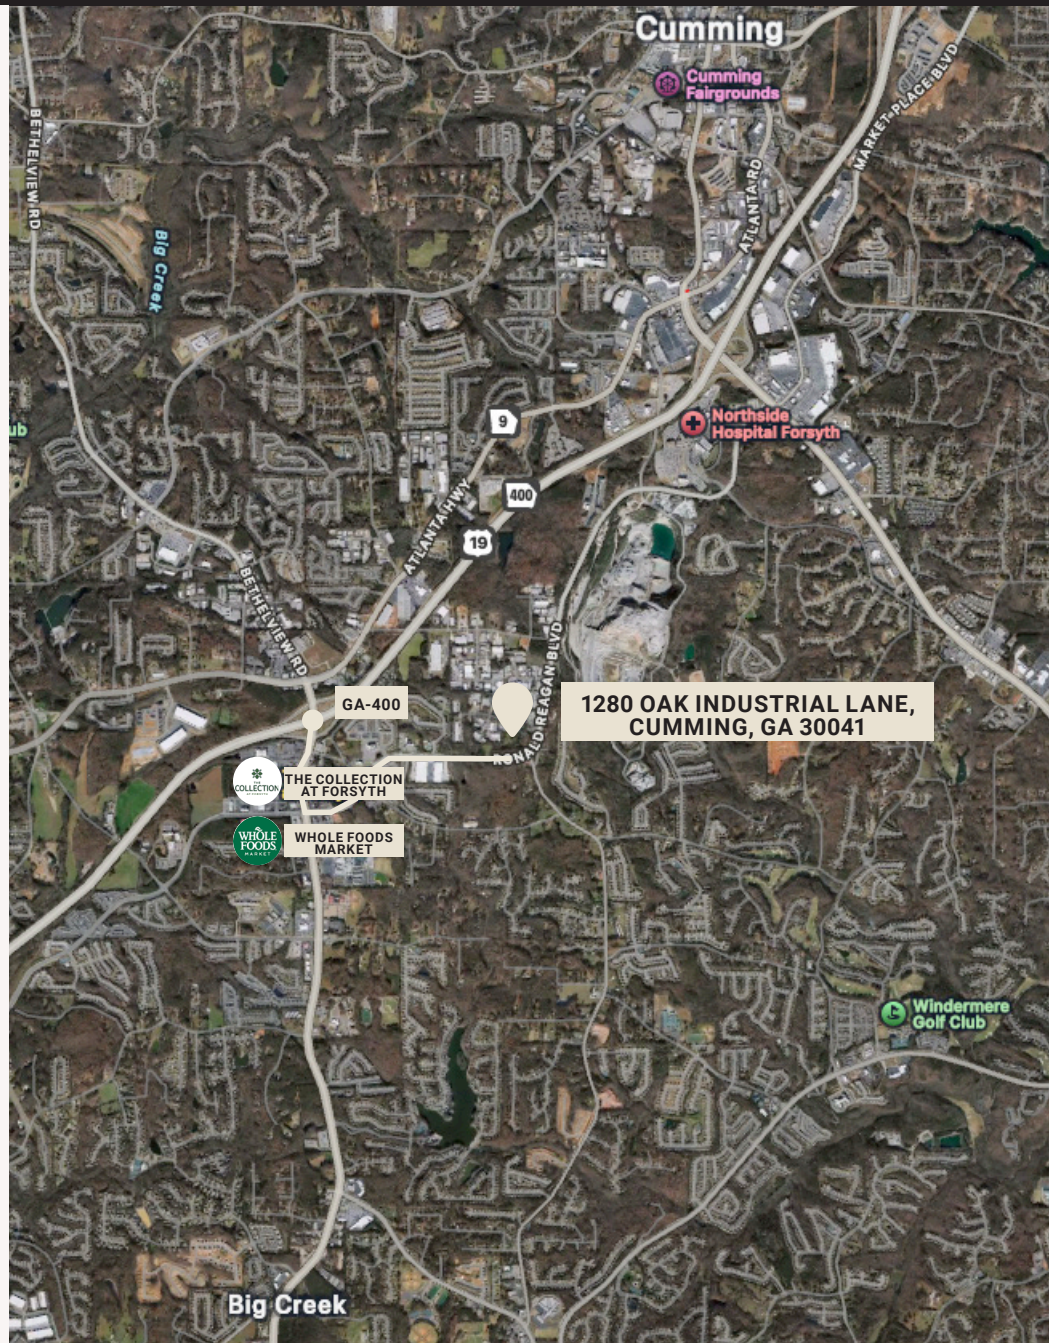 Cumming
Cumming
Fairgrounds
MARKET PLACE BLVD
BETHELVIEW RD
ATLANTA RD
Big Creek
9
Northside
Hospital Forsyth
ub
400
ATLANTA HWY
19
BETHELVIEW RD
RONALD REAGAN BLVD
GA-400
1280 OAK INDUSTRIAL LANE,
CUMMING, GA 30041
THE
COLLECTION
THE COLLECTION
AT FORSYTH
WHOLE
FOODS
MARKET
WHOLE FOODS
MARKET
Windermere
Golf Club
Big Creek